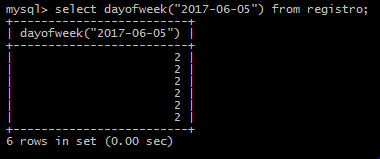 mysql> select dayofweek("2017-06-05") from registro;
+-------------------------+
| dayofweek("2017-06-05") |
+-------------------------+
|                       2 |
|                       2 |
|                       2 |
|                       2 |
|                       2 |
|                       2 |
+-------------------------+
6 rows in set (0.00 sec)